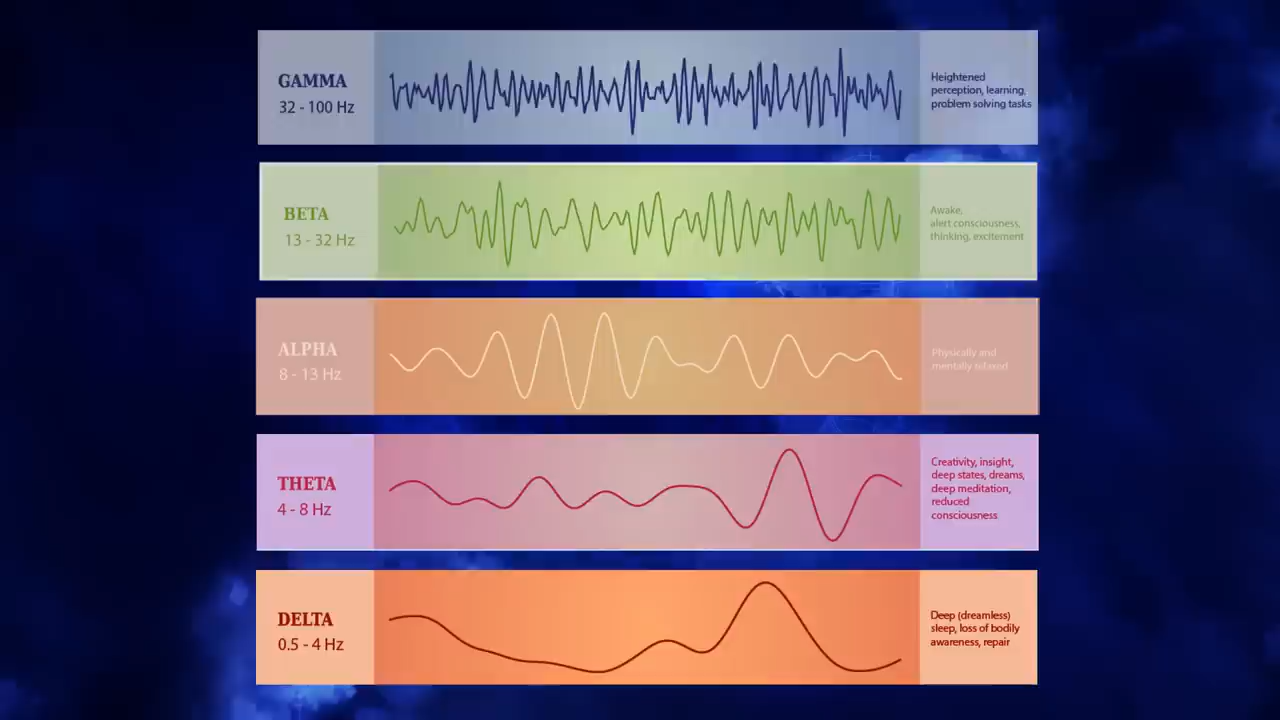 GAMMA
32 - 100 Hz
Heightened
perception, learning,
problem solving tasks
BETA
13 - 32 Hz
Awake,
alert consciousness,
thinking, excitement
ALPHA
8 - 13 Hz
Physically and
mentally relaxed
THETA
4 - 8 Hz
Creativity, insight,
deep states, dreams,
deep meditation,
reduced
consciousness
DELTA
0.5 - 4 Hz
Deep (dreamless)
sleep, loss of bodily
awareness, repair